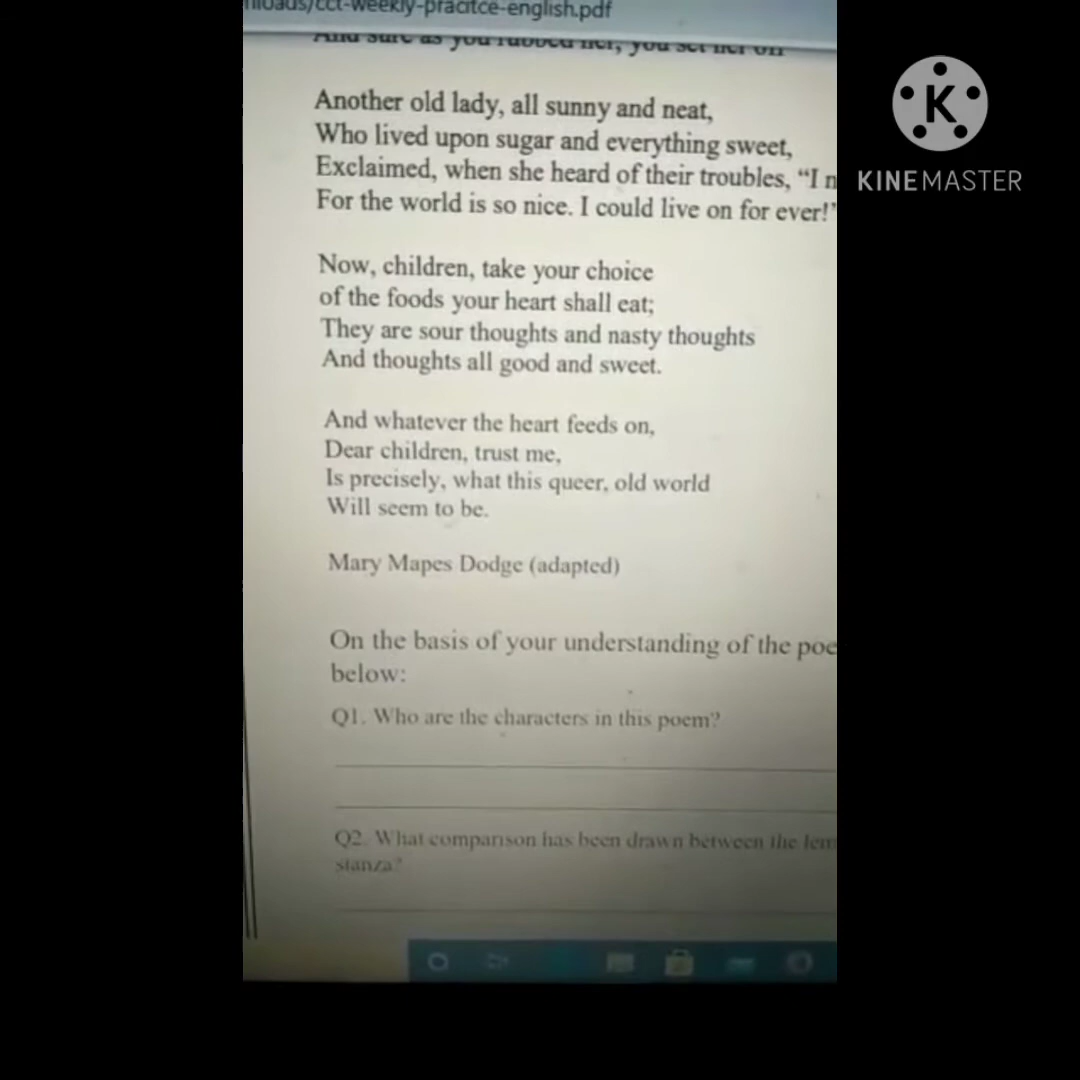 nloads/cct-weekly-pracitce-english.pdf
And sure as you rubbed her, you set her off
Another old lady, all sunny and neat,
Who lived upon sugar and everything sweet,
Exclaimed, when she heard of their troubles, "I n
For the world is so nice. I could live on for ever!"
Now, children, take your choice
of the foods your heart shall eat;
They are sour thoughts and nasty thoughts
And thoughts all good and sweet.
And whatever the heart feeds on,
Dear children, trust me,
Is precisely, what this queer, old world
Will seem to be.
Mary Mapes Dodge (adapted)
On the basis of your understanding of the poe
below:
Q1. Who are the characters in this poem?
Q2. What comparison has been drawn between the lem
stanza?
K
KINEMASTER